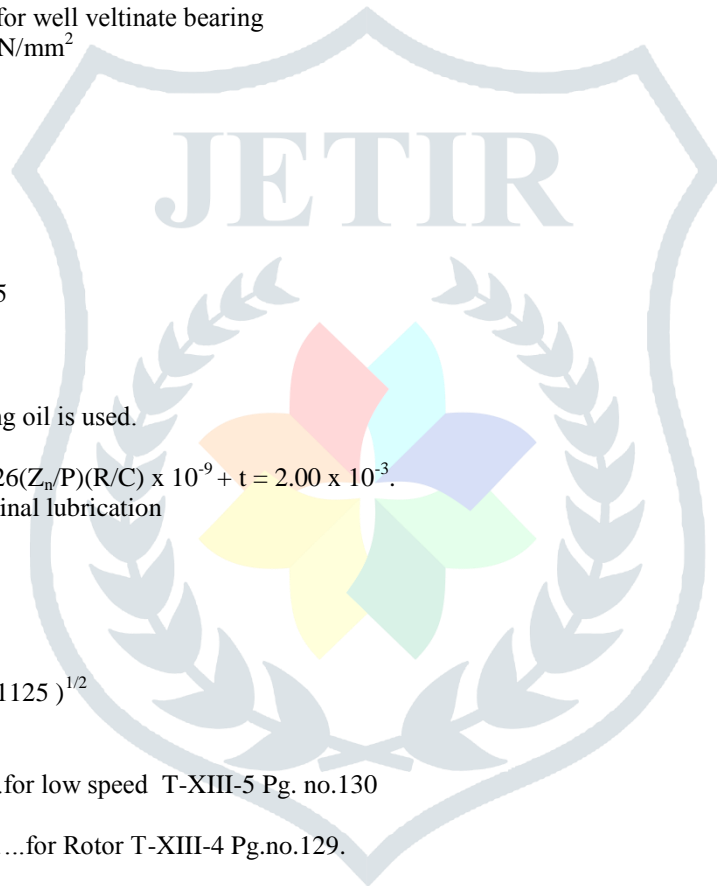 for well veltinate bearing
N/mm²
JETIR
5
ng oil is used.
26(Zₙ/P)(R/C) x 10⁻⁹ + t = 2.00 x 10⁻³.
inal lubrication
1125 )¹/²
.for low speed T-XIII-5 Pg. no.130
...for Rotor T-XIII-4 Pg.no.129.